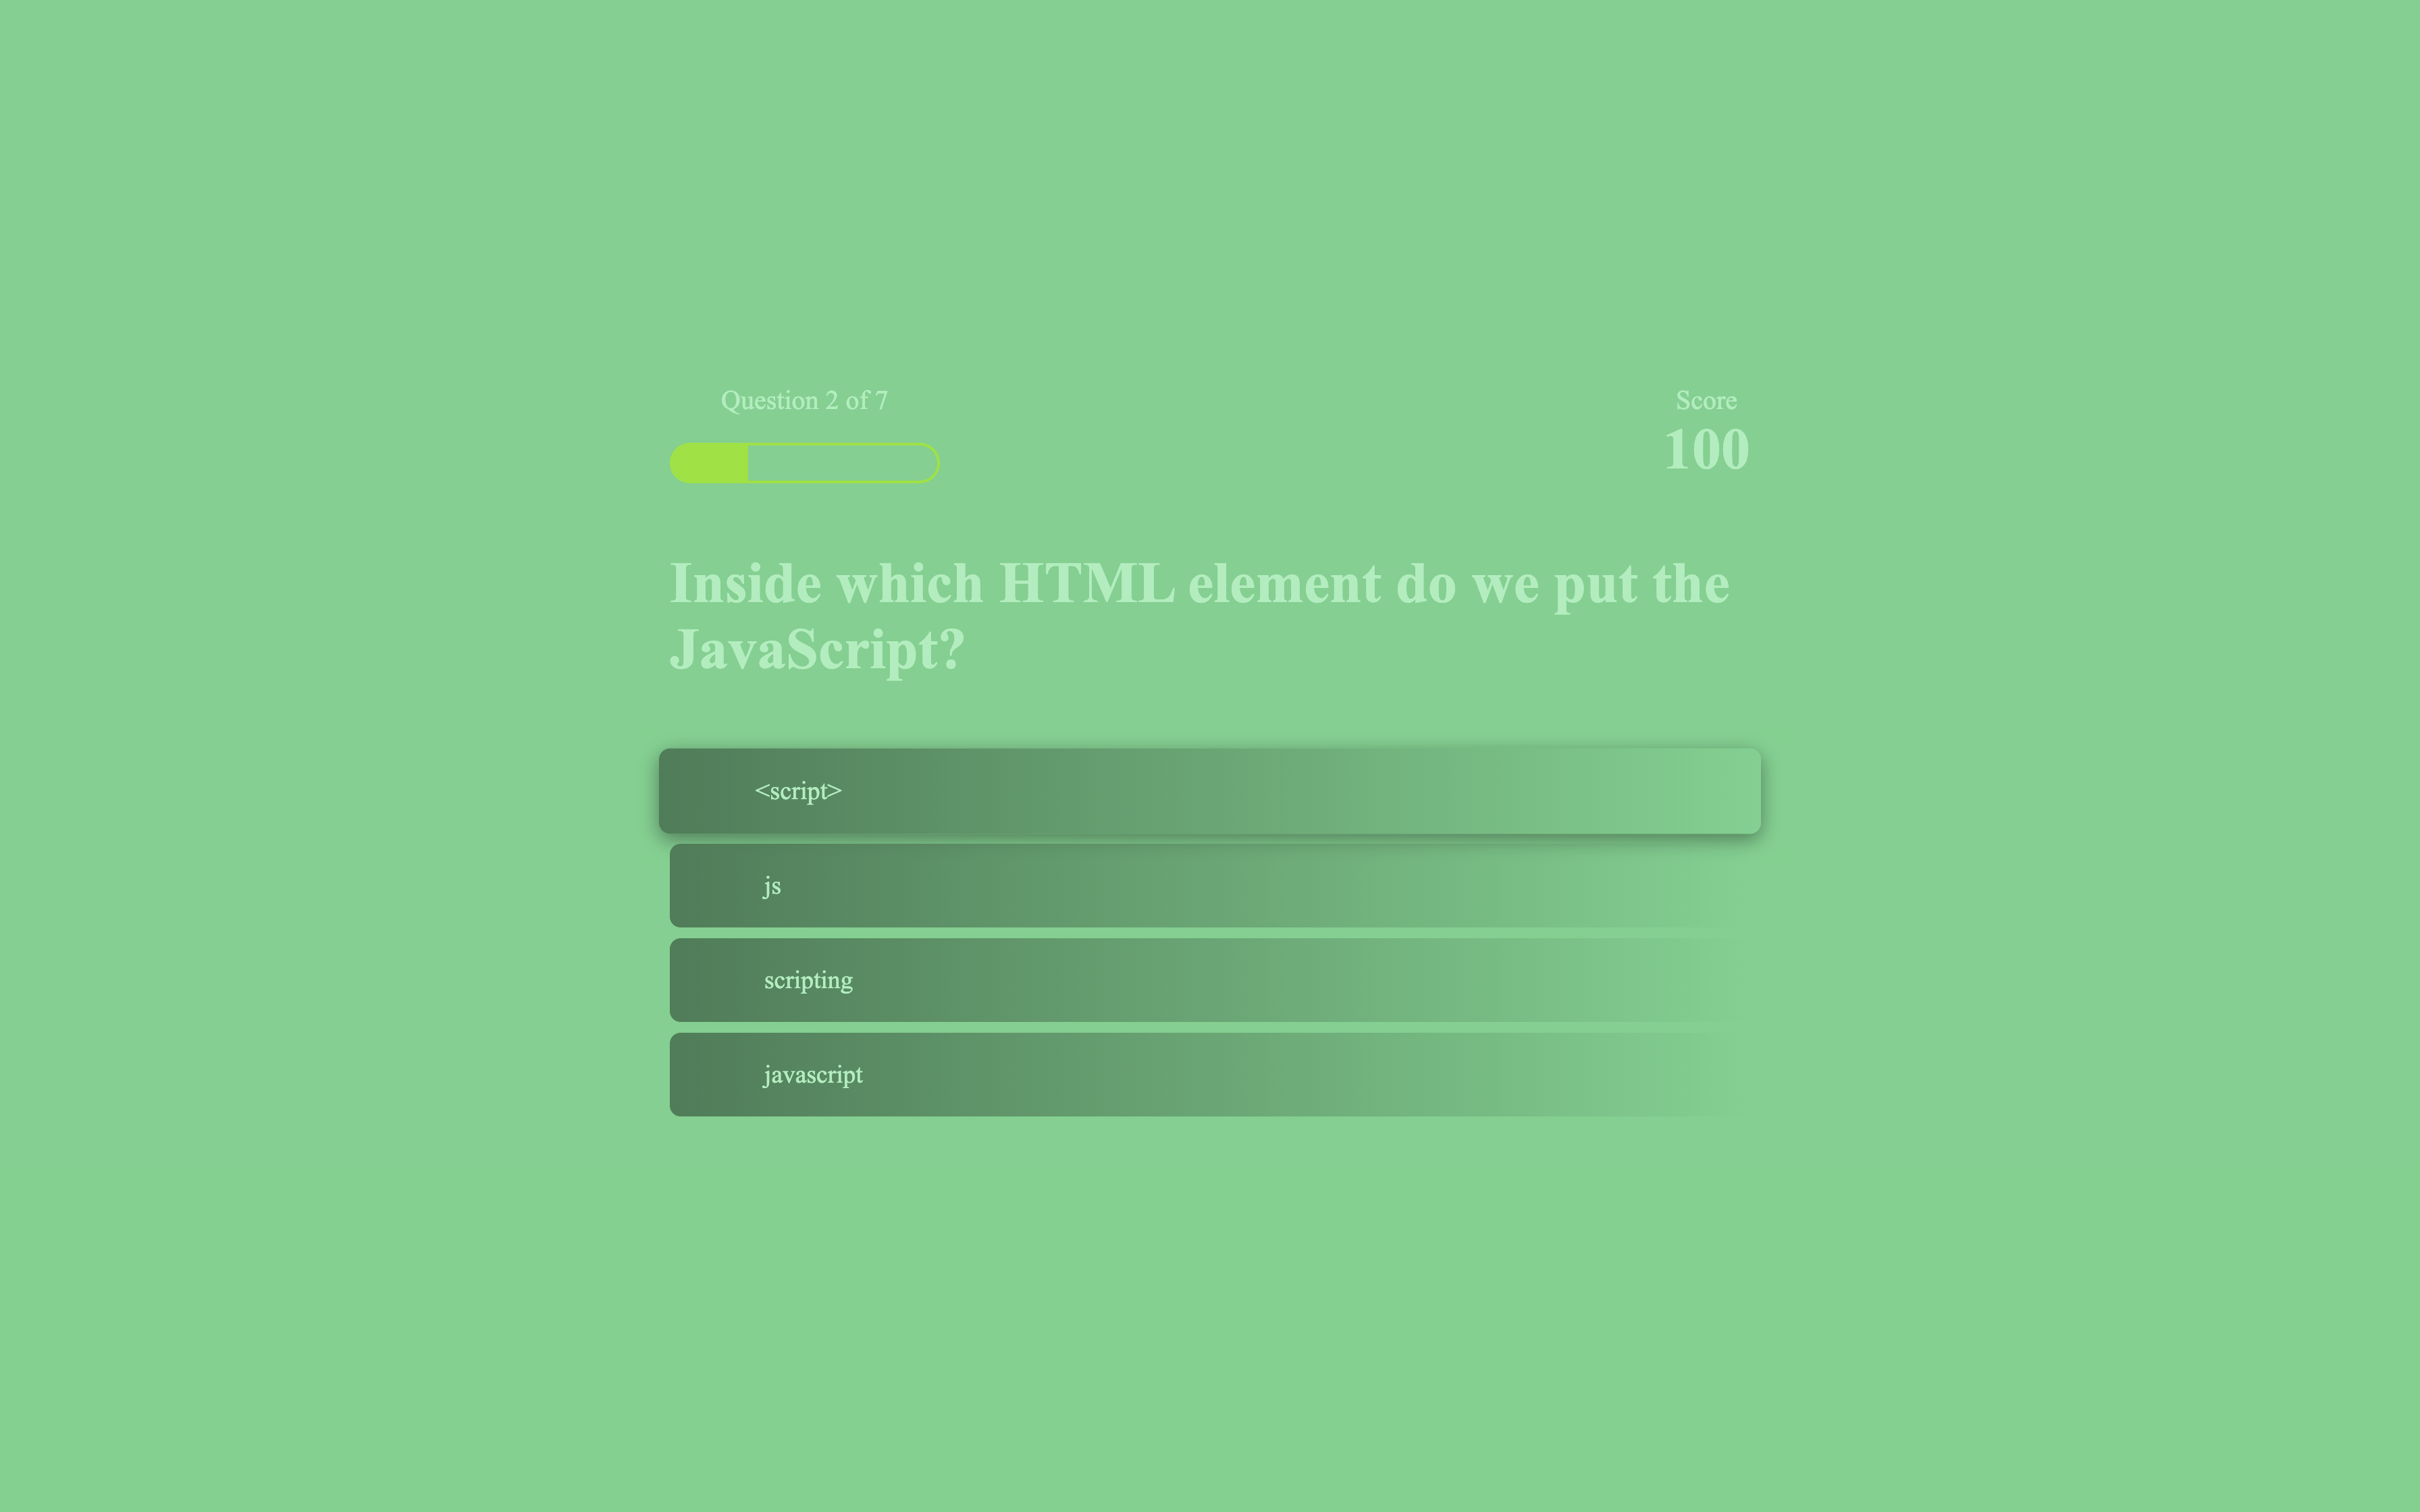 Question 2 of 7
Score
100
Inside which HTML element do we put the
JavaScript?
<script>
js
scripting
javascript